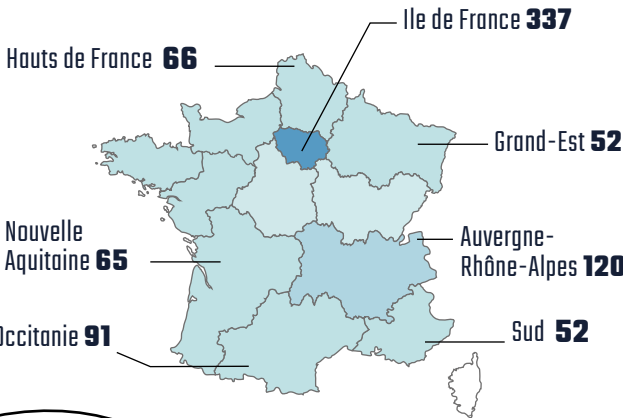 Ile de France 337
Hauts de France 66
Grand-Est 52
Nouvelle
Aquitaine 65
Auvergne-
Rhône-Alpes 120
Occitanie 91
Sud 52